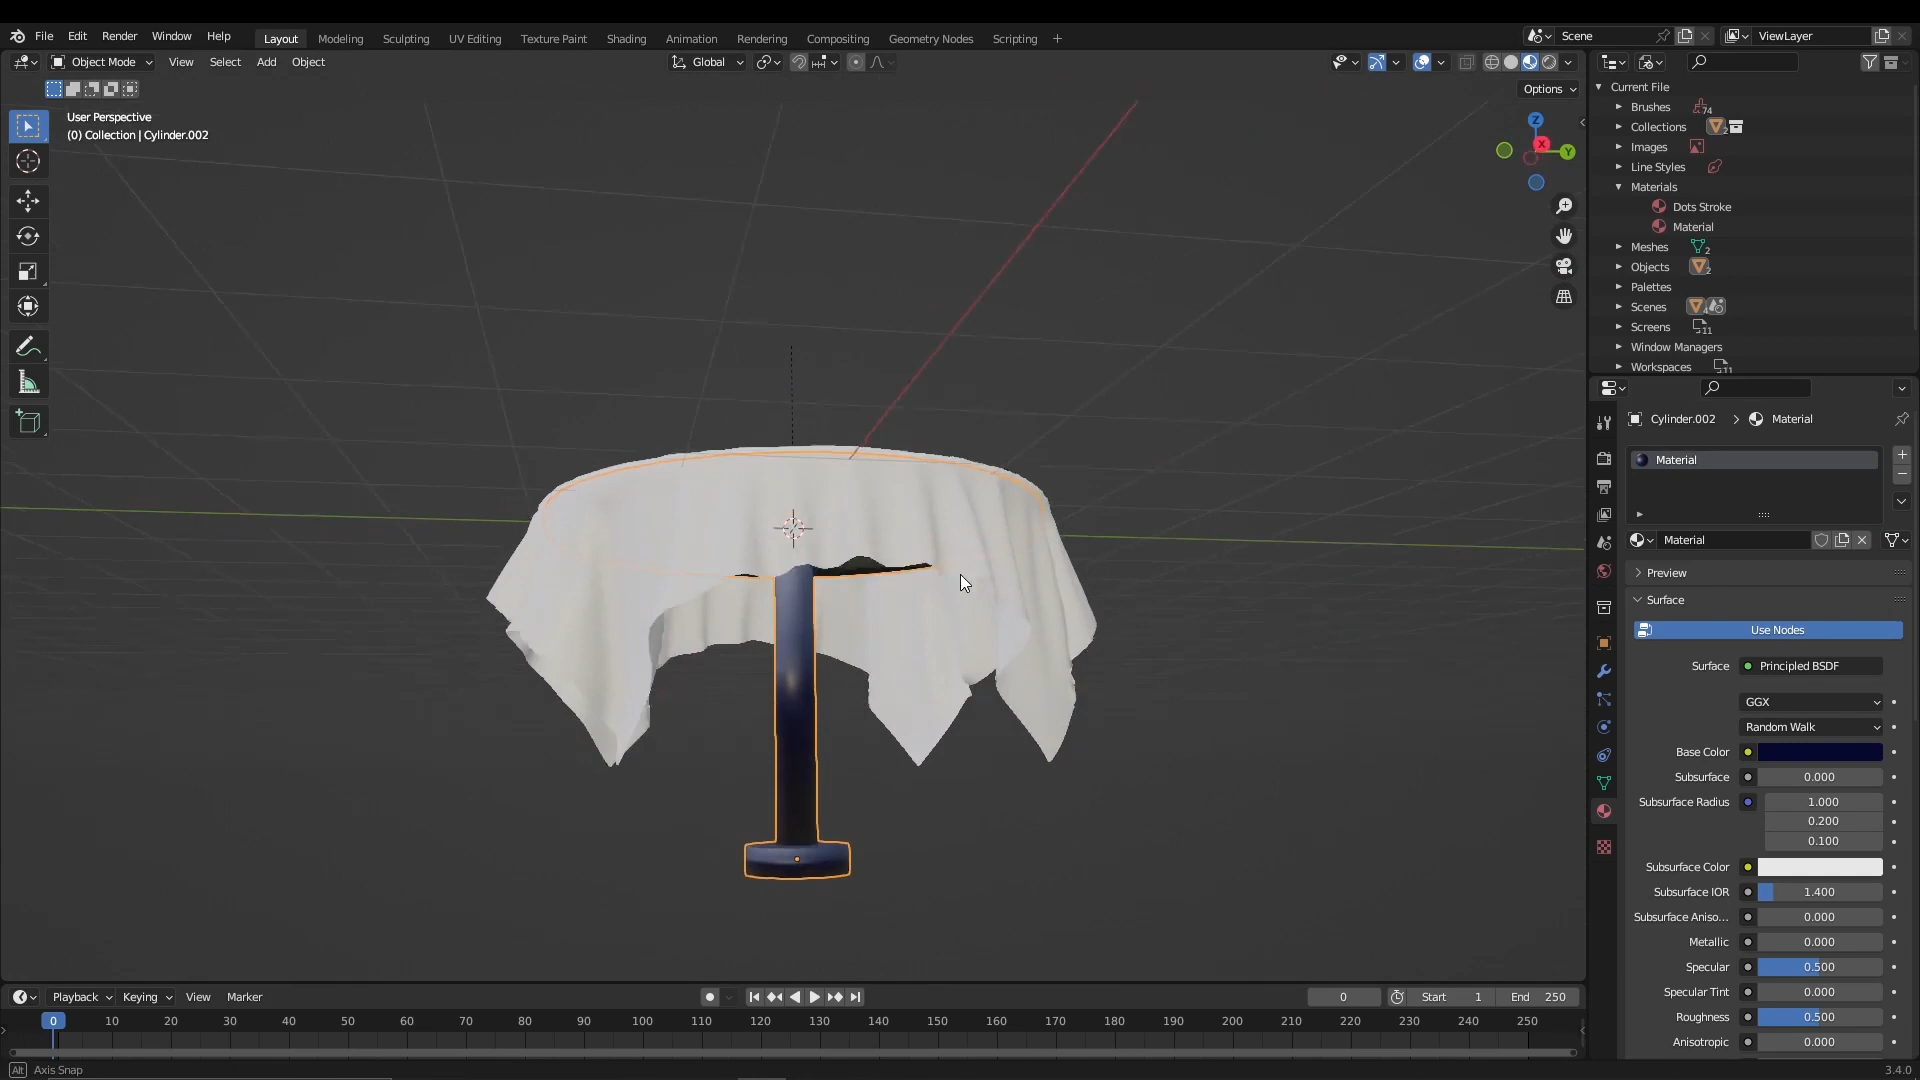 File Edit Render Window Help Layout Modeling Sculpting UV Editing Texture Paint Shading Animation Rendering Compositing Geometry Nodes Scripting + Scene ViewLayer
Object Mode View Select Add Object Global
Options
User Perspective
(0) Collection | Cylinder.002
Z
X
Y
Current File
Brushes 74
Collections 2
Images
Line Styles
Materials
Dots Stroke
Material
Meshes 2
Objects 2
Palettes
Scenes 4
Screens 11
Window Managers
Workspaces 11
Cylinder.002 > Material
Material
Material
Preview
Surface
Use Nodes
Surface Principled BSDF
GGX
Random Walk
Base Color
Subsurface 0.000
Subsurface Radius 1.000
0.200
0.100
Subsurface Color
Subsurface IOR 1.400
Subsurface Aniso... 0.000
Metallic 0.000
Specular 0.500
Specular Tint 0.000
Roughness 0.500
Anisotropic 0.000
Playback Keying View Marker 0 Start 1 End 250
0 10 20 30 40 50 60 70 80 90 100 110 120 130 140 150 160 170 180 190 200 210 220 230 240 250
Alt Axis Snap 3.4.0